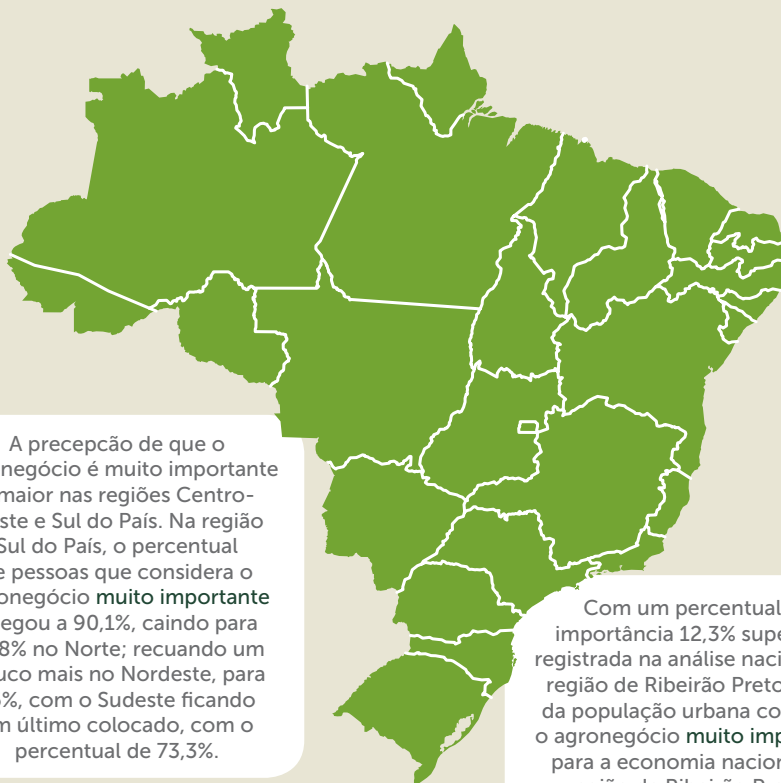 A precepcão de que o
negócio é muito importante
maior nas regiões Centro-
ste e Sul do País. Na região
Sul do País, o percentual
e pessoas que considera o
onegócio muito importante
egou a 90,1%, caindo para
8% no Norte; recuando um
uco mais no Nordeste, para
%, com o Sudeste ficando
m último colocado, com o
percentual de 73,3%.
Com um percentual
importância 12,3% supe
registrada na análise naci
região de Ribeirão Preto
da população urbana co
o agronegócio muito imp
para a economia nacion